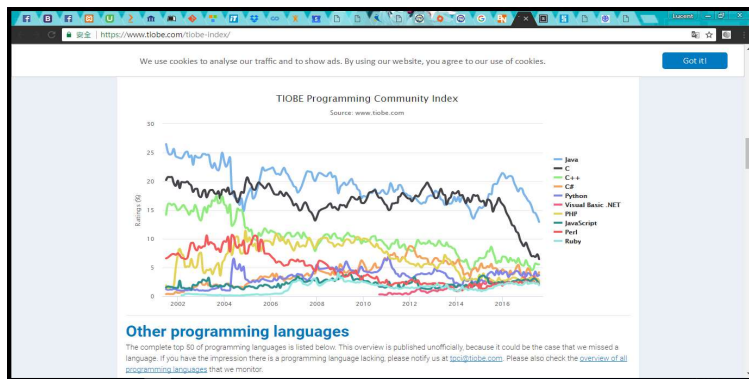 Lucent
安全 | https://www.tiobe.com/tiobe-index/
We use cookies to analyse our traffic and to show ads. By using our website, you agree to our use of cookies.
Got it!
TIOBE Programming Community Index
Source: www.tiobe.com
Ratings (%)
30
25
20
15
10
5
0
2002 2004 2006 2008 2010 2012 2014 2016
Java
C
C++
C#
Python
Visual Basic .NET
PHP
JavaScript
Perl
Ruby
Other programming languages
The complete top 50 of programming languages is listed below. This overview is published unofficially, because it could be the case that we missed a
language. If you have the impression there is a programming language lacking, please notify us at tpci@tiobe.com. Please also check the overview of all
programming languages that we monitor.